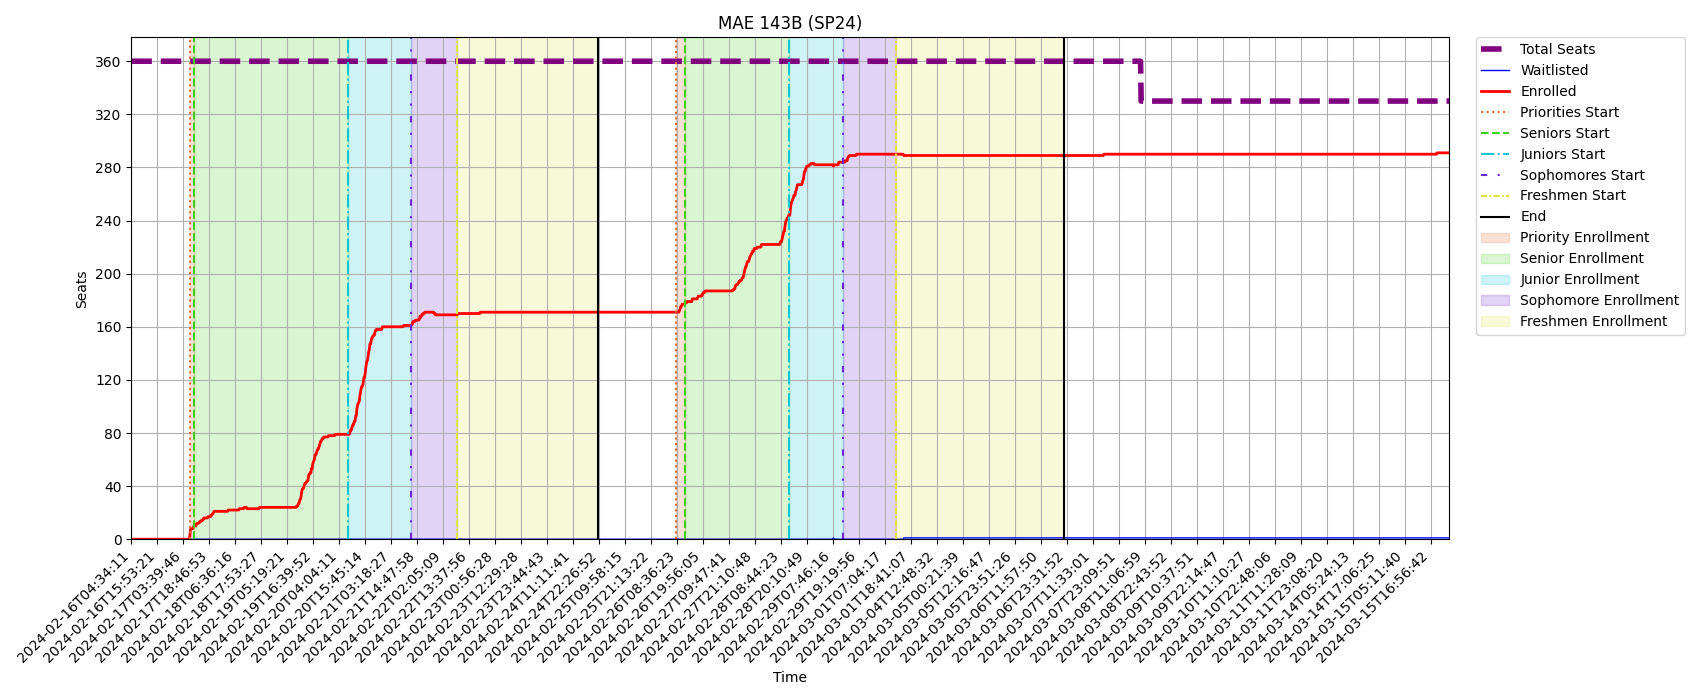 MAE 143B (SP24)
Seats
360
320
280
240
200
160
120
80
40
0
2024-02-16T04:34:11
2024-02-16T15:53:21
2024-02-17T03:39:46
2024-02-17T18:46:53
2024-02-18T06:36:16
2024-02-18T17:53:27
2024-02-19T05:19:21
2024-02-19T16:39:52
2024-02-20T04:04:11
2024-02-20T15:45:14
2024-02-21T03:18:27
2024-02-21T14:47:58
2024-02-22T02:05:09
2024-02-22T13:37:56
2024-02-23T00:56:28
2024-02-23T12:29:28
2024-02-23T23:44:43
2024-02-24T11:11:41
2024-02-24T22:26:52
2024-02-25T09:58:15
2024-02-25T21:13:22
2024-02-26T08:36:23
2024-02-26T19:56:05
2024-02-27T09:47:41
2024-02-27T21:10:48
2024-02-28T08:44:23
2024-02-28T20:10:49
2024-02-29T07:46:16
2024-02-29T19:19:56
2024-03-01T07:04:17
2024-03-01T18:41:07
2024-03-04T12:48:32
2024-03-05T00:21:39
2024-03-05T12:16:47
2024-03-05T23:51:26
2024-03-06T11:57:50
2024-03-06T23:31:52
2024-03-07T11:33:01
2024-03-07T23:09:51
2024-03-08T11:06:59
2024-03-08T22:43:52
2024-03-09T10:37:51
2024-03-09T22:14:47
2024-03-10T11:10:27
2024-03-10T22:48:06
2024-03-11T11:28:09
2024-03-11T23:08:20
2024-03-14T05:24:13
2024-03-14T17:06:25
2024-03-15T05:11:40
2024-03-15T16:56:42
Time
Total Seats
Waitlisted
Enrolled
Priorities Start
Seniors Start
Juniors Start
Sophomores Start
Freshmen Start
End
Priority Enrollment
Senior Enrollment
Junior Enrollment
Sophomore Enrollment
Freshmen Enrollment